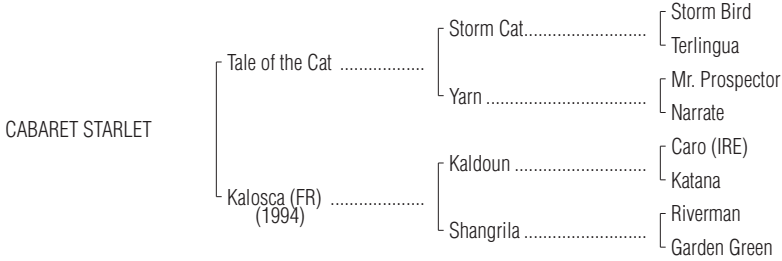 Storm Bird
Storm Cat..............................
Terlingua
Tale of the Cat ..................
Mr. Prospector
Yarn .......................................
Narrate
CABARET STARLET
Caro (IRE)
Kaldoun ................................
Katana
Kalosca (FR) ....................
(1994)
Riverman
Shangrila ..............................
Garden Green